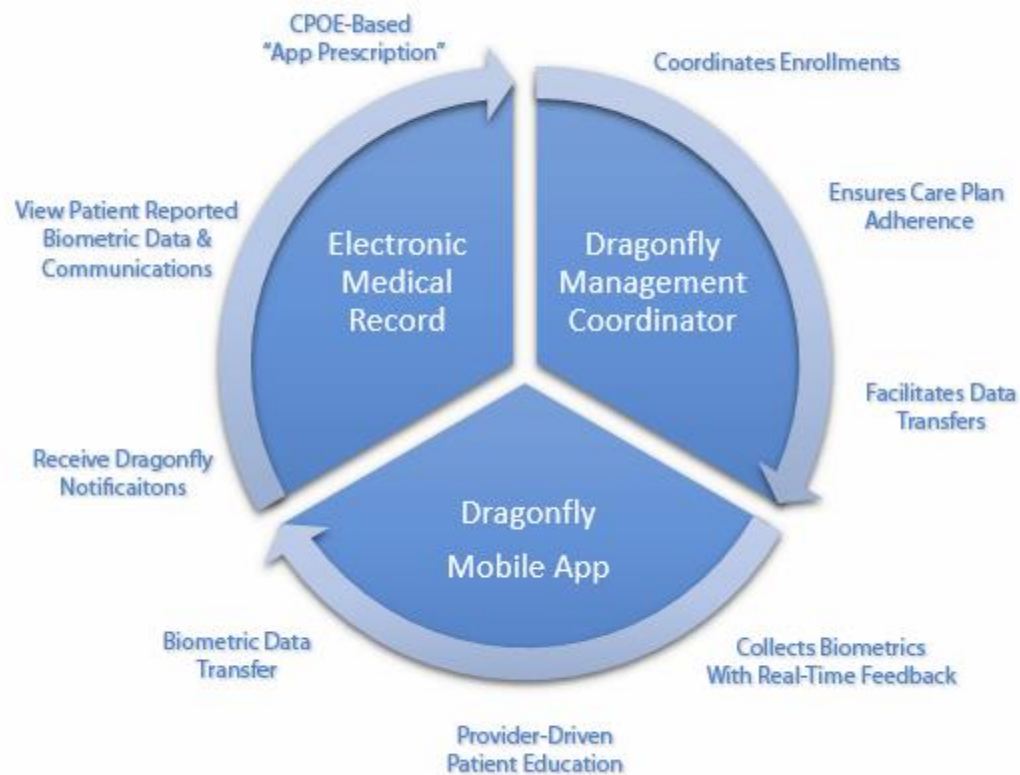 CPOE-Based
"App Prescription"
Coordinates Enrollments
View Patient Reported
Biometric Data &
Communications
Ensures Care Plan
Adherence
Electronic
Medical
Record
Dragonfly
Management
Coordinator
Facilitates Data
Transfers
Receive Dragonfly
Notificaitons
Dragonfly
Mobile App
Biometric Data
Transfer
Collects Biometrics
With Real-Time Feedback
Provider-Driven
Patient Education